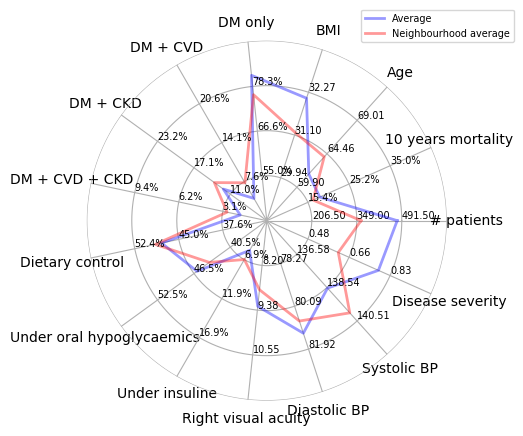 Average
Neighbourhood average
DM only
BMI
DM + CVD
Age
DM + CKD
10 years mortality
DM + CVD + CKD
# patients
Dietary control
Disease severity
Under oral hypoglycaemics
Systolic BP
Under insuline
Diastolic BP
Right visual acuity
78.3%
32.27
20.6%
69.01
66.6%
31.10
14.1%
23.2%
64.46
35.0%
17.1%
7.6%
55.0%
29.94
59.90
25.2%
9.4%
6.2%
11.0%
15.4%
3.1%
206.50
349.00
491.50
37.6%
45.0%
52.4%
0.48
0.66
0.83
40.5%
46.5%
52.5%
6.9%
11.9%
16.9%
8.20
9.38
10.55
78.27
80.09
81.92
136.58
138.54
140.51